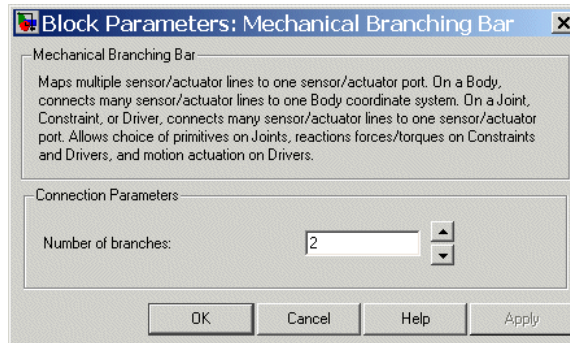 Block Parameters: Mechanical Branching Bar
Mechanical Branching Bar
Maps multiple sensor/actuator lines to one sensor/actuator port. On a Body,
connects many sensor/actuator lines to one Body coordinate system. On a Joint,
Constraint, or Driver, connects many sensor/actuator lines to one sensor/actuator
port. Allows choice of primitives on Joints, reactions forces/torques on Constraints
and Drivers, and motion actuation on Drivers.
Connection Parameters
Number of branches: 2
OK Cancel Help Apply